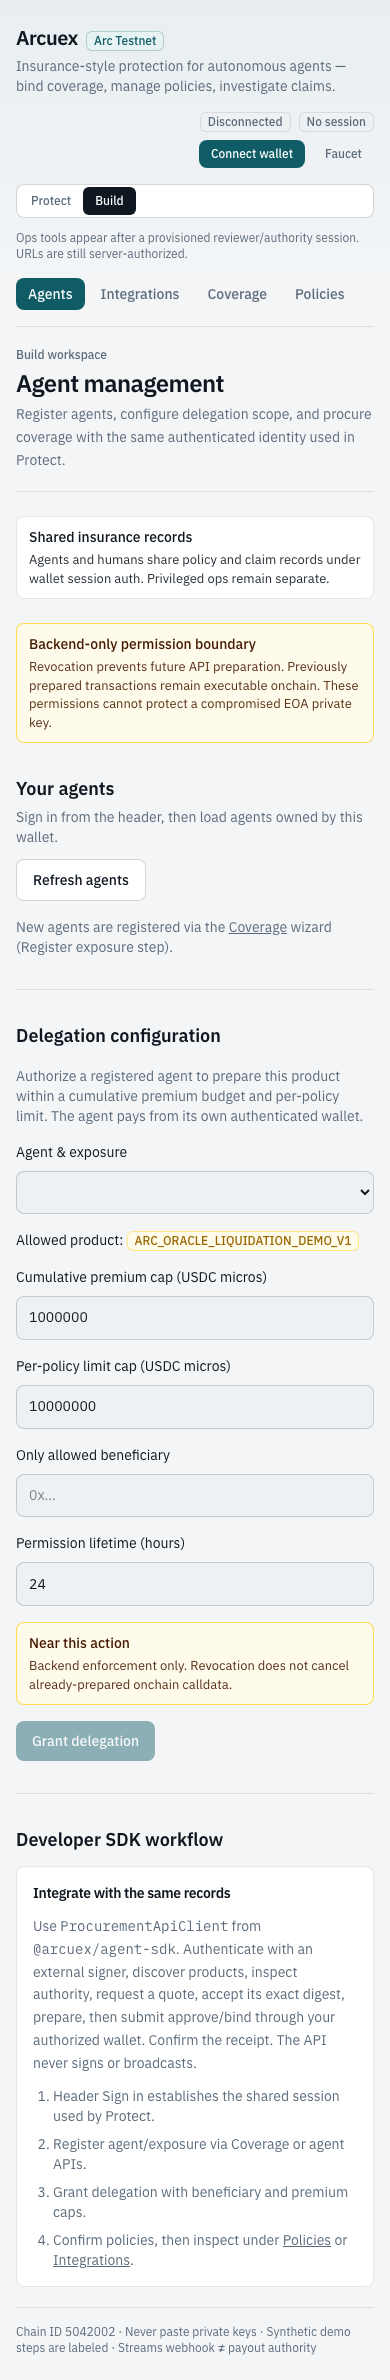 Arcuex Arc Testnet
Insurance-style protection for autonomous agents —
bind coverage, manage policies, investigate claims.
Disconnected No session
Connect wallet Faucet
Protect Build
Ops tools appear after a provisioned reviewer/authority session.
URLs are still server-authorized.
Agents Integrations Coverage Policies
Build workspace
Agent management
Register agents, configure delegation scope, and procure
coverage with the same authenticated identity used in
Protect.
Shared insurance records
Agents and humans share policy and claim records under
wallet session auth. Privileged ops remain separate.
Backend-only permission boundary
Revocation prevents future API preparation. Previously
prepared transactions remain executable onchain. These
permissions cannot protect a compromised EOA private
key.
Your agents
Sign in from the header, then load agents owned by this
wallet.
Refresh agents
New agents are registered via the Coverage wizard
(Register exposure step).
Delegation configuration
Authorize a registered agent to prepare this product
within a cumulative premium budget and per-policy
limit. The agent pays from its own authenticated wallet.
Agent & exposure
Allowed product: ARC_ORACLE_LIQUIDATION_DEMO_V1
Cumulative premium cap (USDC micros)
1000000
Per-policy limit cap (USDC micros)
10000000
Only allowed beneficiary
0x...
Permission lifetime (hours)
24
Near this action
Backend enforcement only. Revocation does not cancel
already-prepared onchain calldata.
Grant delegation
Developer SDK workflow
Integrate with the same records
Use ProcurementApiClient from
@arcuex/agent-sdk. Authenticate with an
external signer, discover products, inspect
authority, request a quote, accept its exact digest,
prepare, then submit approve/bind through your
authorized wallet. Confirm the receipt. The API
never signs or broadcasts.
1. Header Sign in establishes the shared session
used by Protect.
2. Register agent/exposure via Coverage or agent
APIs.
3. Grant delegation with beneficiary and premium
caps.
4. Confirm policies, then inspect under Policies or
Integrations.
Chain ID 5042002 · Never paste private keys · Synthetic demo
steps are labeled · Streams webhook ≠ payout authority